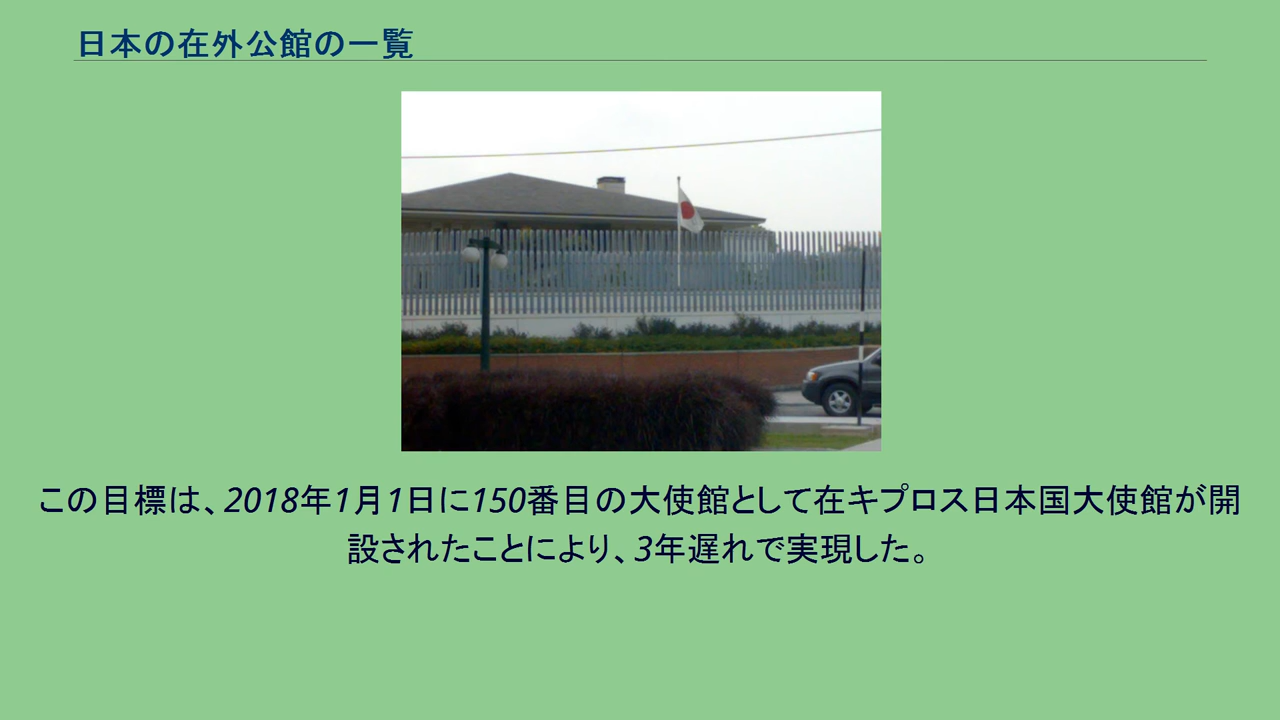 日本の在外公館の一覧
この目標は、2018年1月1日に150番目の大使館として在キプロス日本国大使館が開
設されたことにより、3年遅れで実現した。